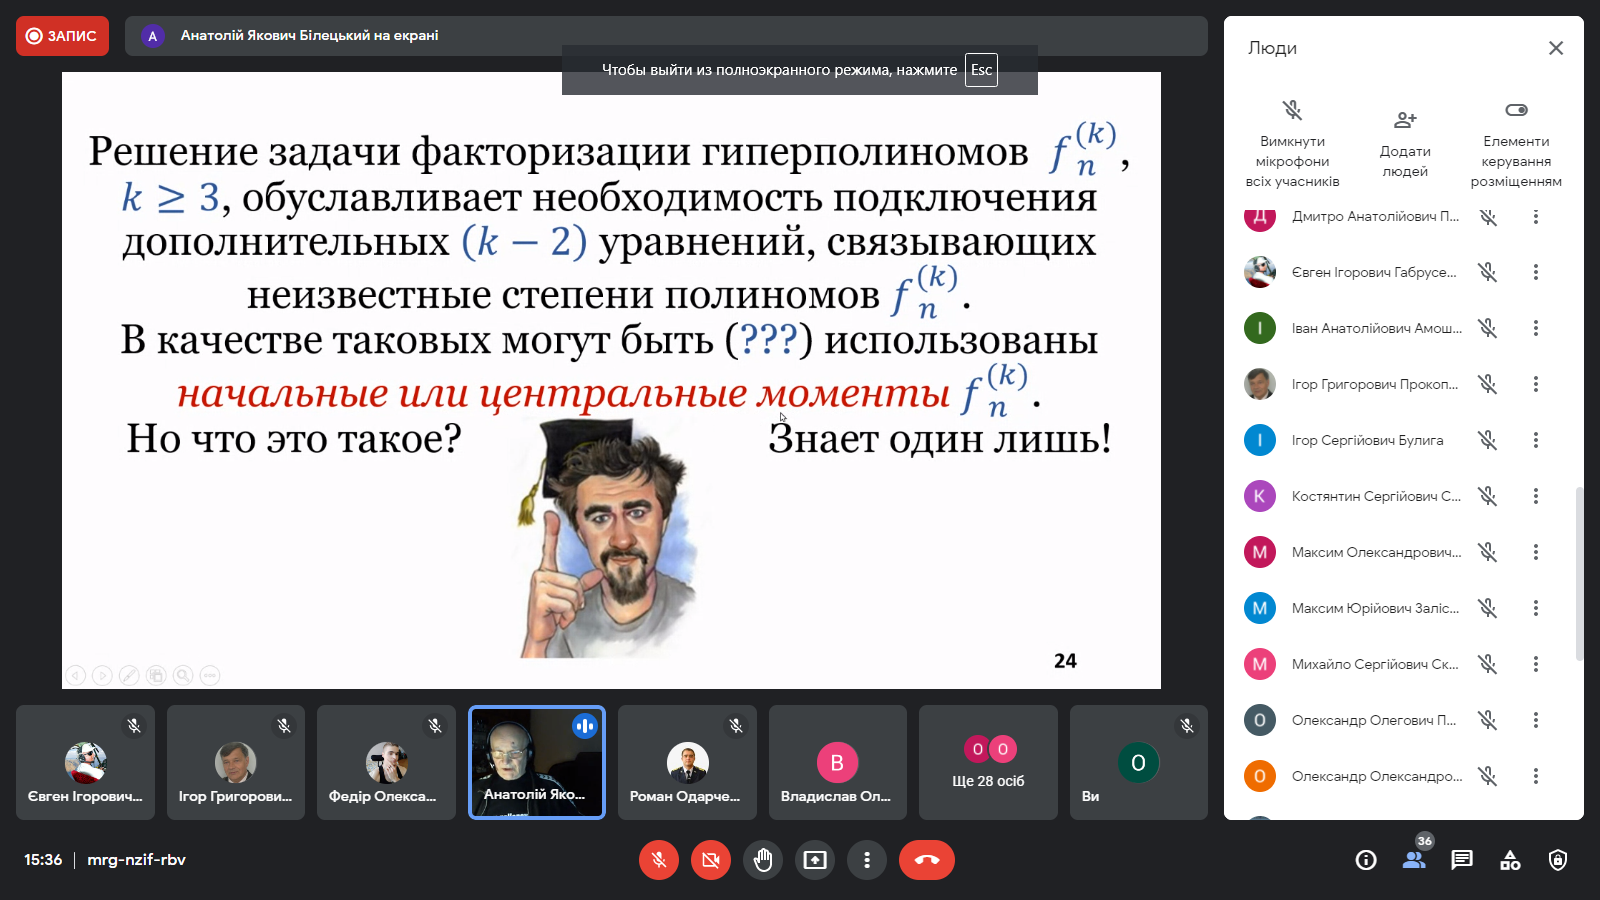 ЗАПИС
А
Анатолій Якович Білецький на екрані
Чтобы выйти из полноэкранного режима, нажмите Esc
Решение задачи факторизации гиперполиномов f_n^(k),
k ≥ 3, обуславливает необходимость подключения
дополнительных (k − 2) уравнений, связывающих
неизвестные степени полиномов f_n^(k).
В качестве таковых могут быть (???) использованы
начальные или центральные моменты f_n^(k).
Но что это такое? Знает один лишь!
24
Євген Ігорович...
Ігор Григорови...
Федір Олекса...
Анатолій Яко...
Роман Одарче...
В
Владислав Ол...
О О
Ще 28 осіб
О
Ви
15:36 | mrg-nzif-rbv
36
Люди
Вимкнути
мікрофони
всіх учасників
Додати
людей
Елементи
керування
розміщенням
Д Дмитро Анатолійович П...
Євген Ігорович Габрусе...
І Іван Анатолійович Амош...
Ігор Григорович Прокоп...
І Ігор Сергійович Булига
К Костянтин Сергійович С...
М Максим Олександрович...
М Максим Юрійович Заліс...
М Михайло Сергійович Ск...
О Олександр Олегович П...
О Олександр Олександро...